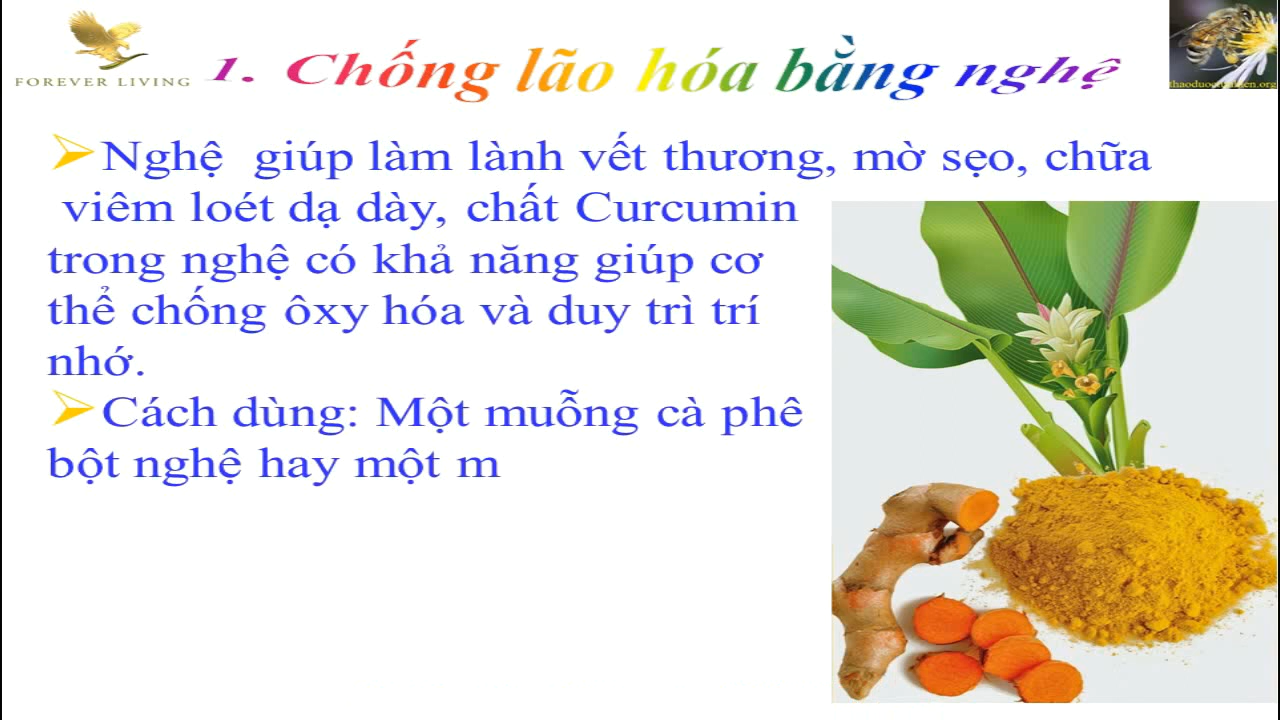 FOREVER LIVING
1. Chống lão hóa bằng nghệ
Nghệ giúp làm lành vết thương, mờ sẹo, chữa
viêm loét dạ dày, chất Curcumin
trong nghệ có khả năng giúp cơ
thể chống ôxy hóa và duy trì trí
nhớ.
Cách dùng: Một muỗng cà phê
bột nghệ hay một m